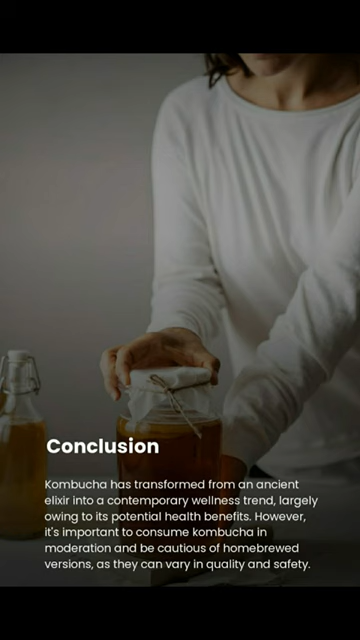 Conclusion
Kombucha has transformed from an ancient
elixir into a contemporary wellness trend, largely
owing to its potential health benefits. However,
it's important to consume kombucha in
moderation and be cautious of homebrewed
versions, as they can vary in quality and safety.